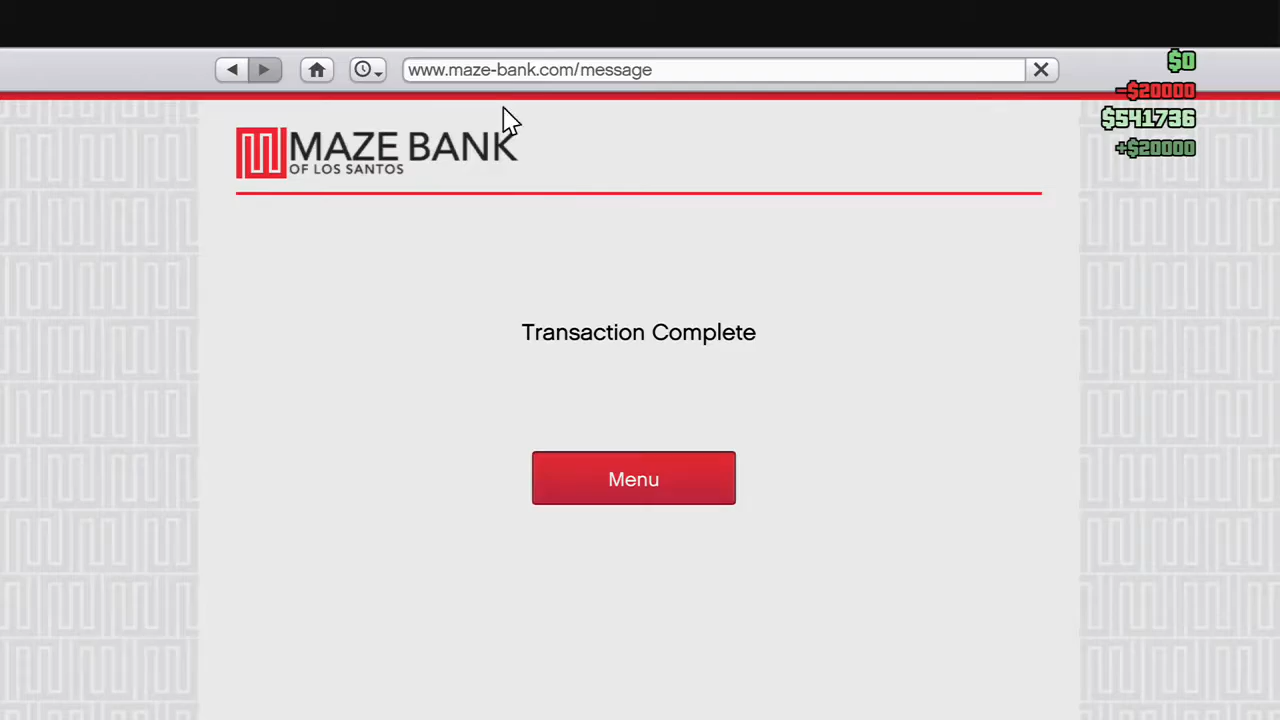 www.maze-bank.com/message
$0
-$20000
$541736
+$20000
MAZE BANK
OF LOS SANTOS
Transaction Complete
Menu